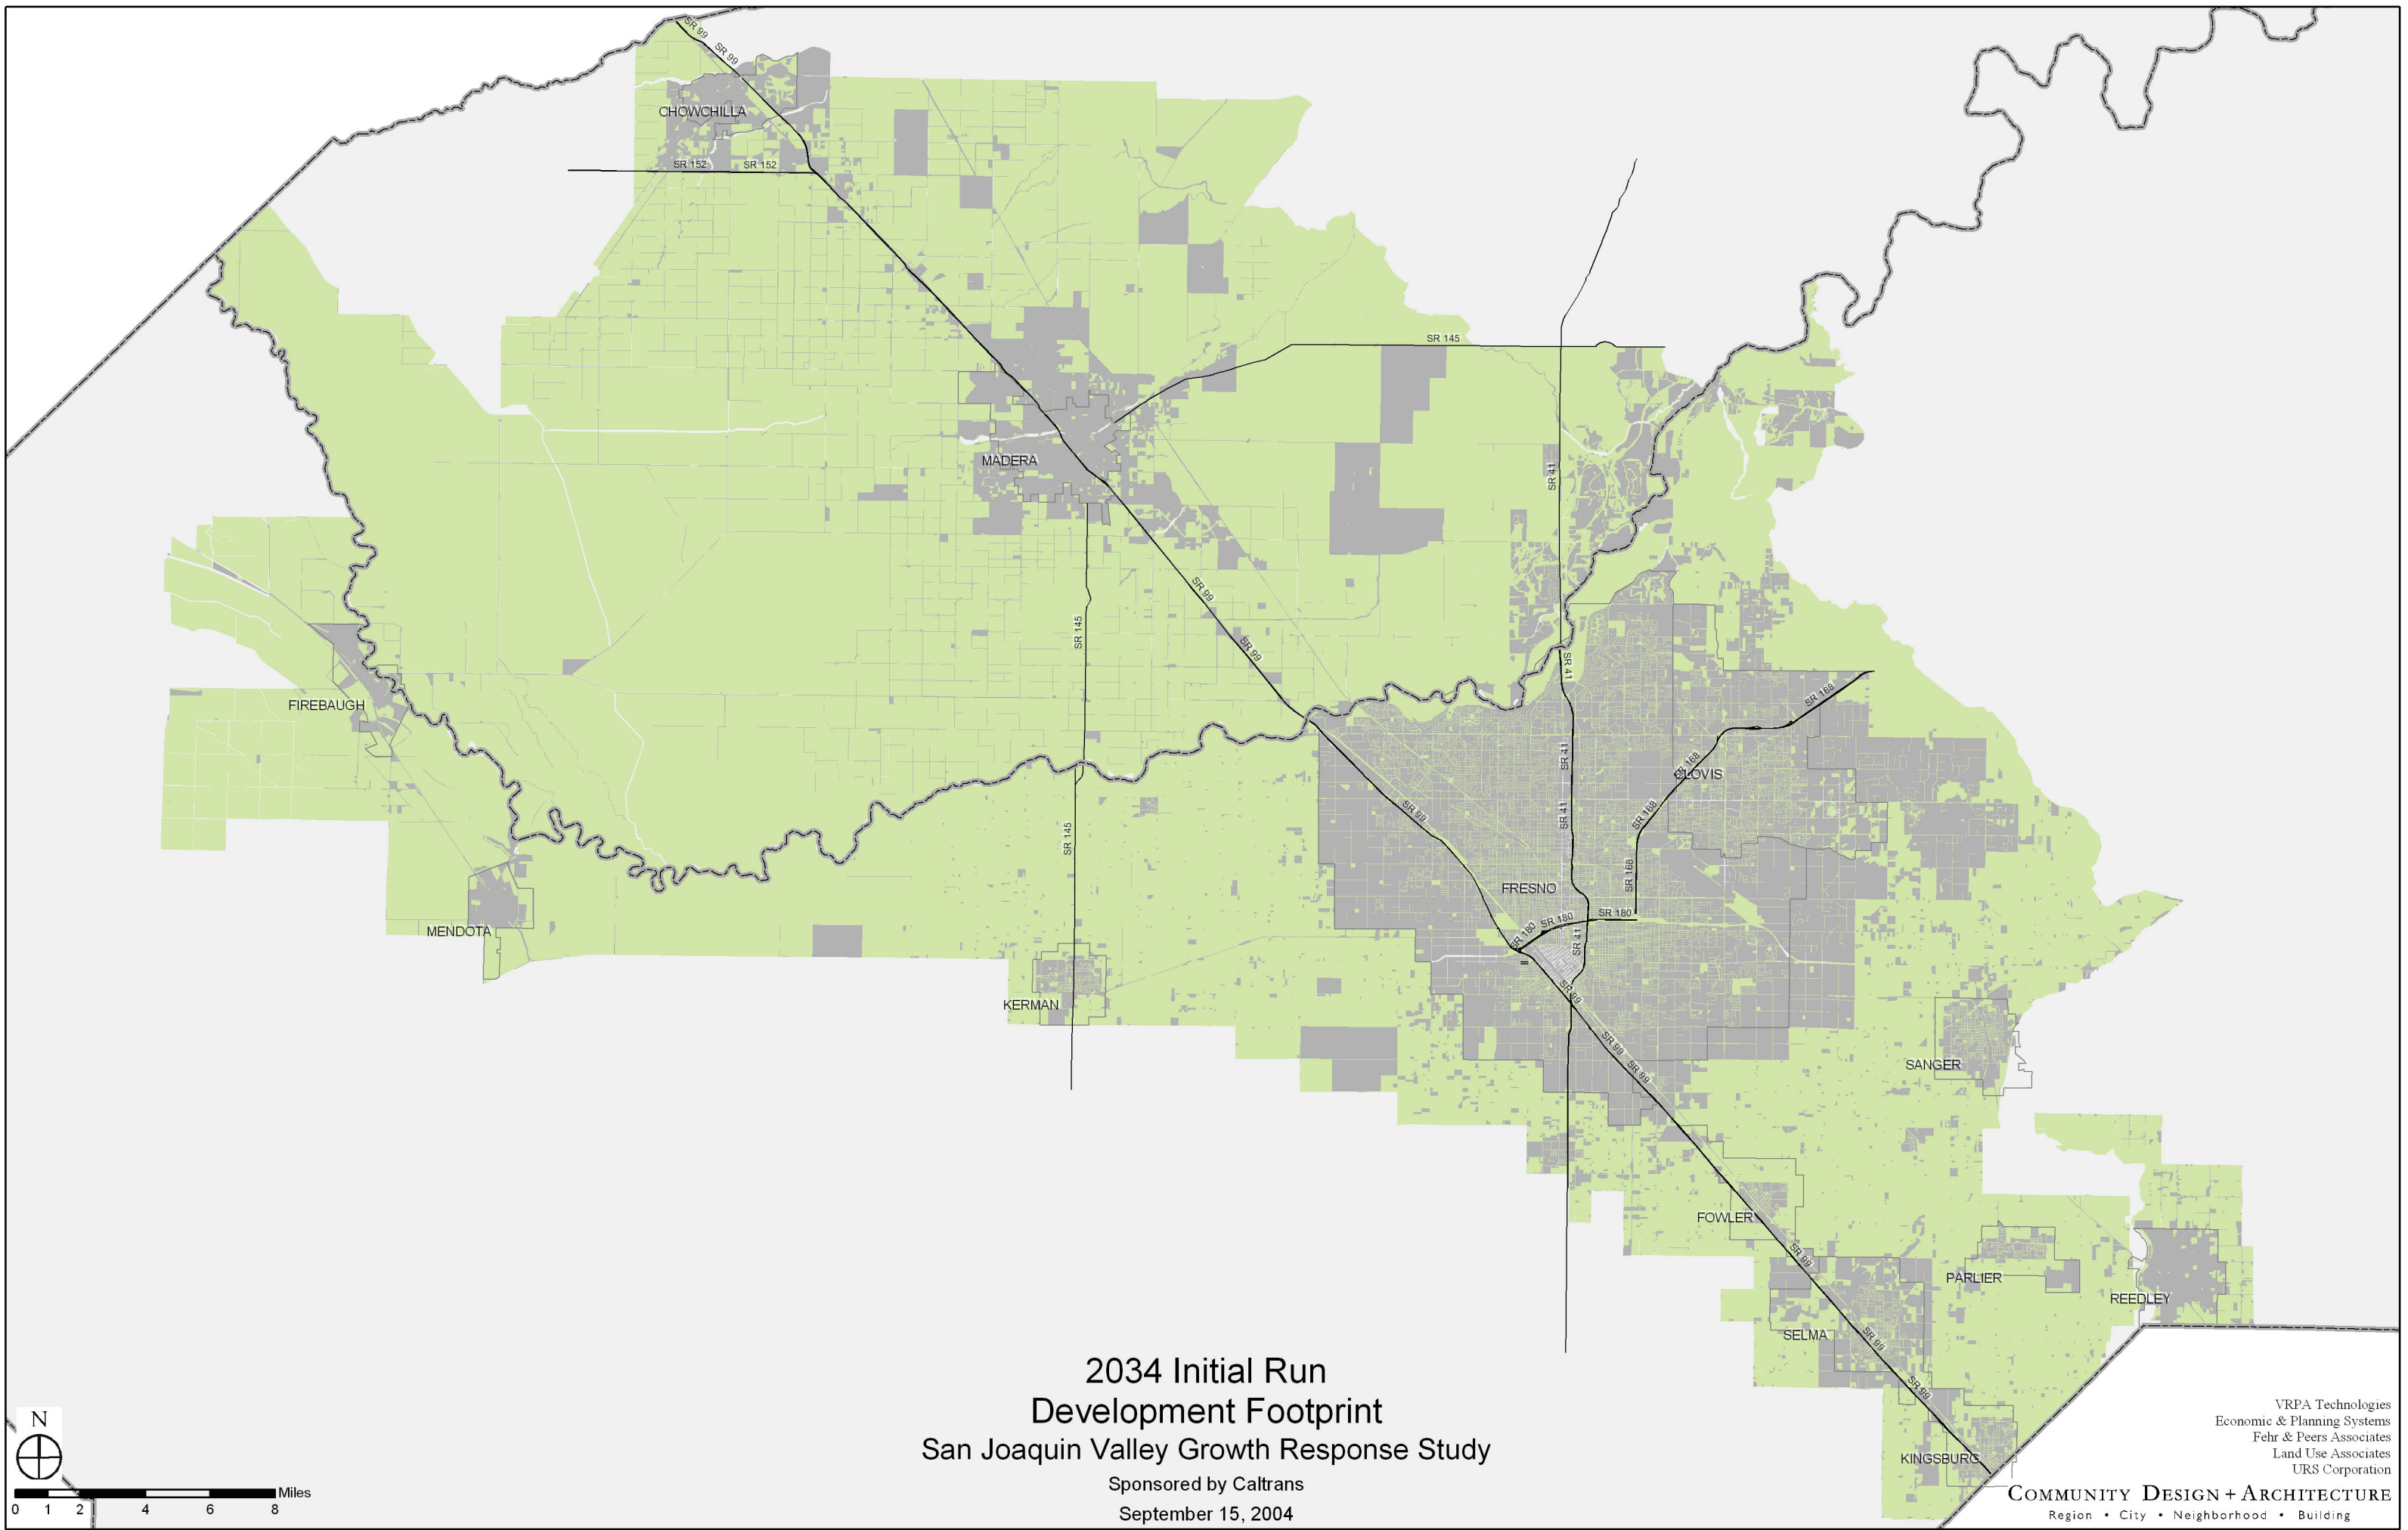 SR 99
SR 99
CHOWCHILLA
SR 152
SR 152
SR 145
MADERA
SR 41
SR 99
SR 145
SR 99
SR 41
FIREBAUGH
SR 168
SR 41
SR 168
CLOVIS
SR 99
SR 41
SR 168
SR 145
SR 168
FRESNO
MENDOTA
SR 180
SR 180
SR 180
SR 41
KERMAN
SR 99
SR 99
SR 99
SANGER
FOWLER
SR 99
PARLIER
REEDLEY
SELMA
SR 99
SR 99
KINGSBURG
2034 Initial Run
Development Footprint
San Joaquin Valley Growth Response Study
Sponsored by Caltrans
September 15, 2004
N
Miles
0 1 2 4 6 8
VRPA Technologies
Economic & Planning Systems
Fehr & Peers Associates
Land Use Associates
URS Corporation
COMMUNITY DESIGN + ARCHITECTURE
Region • City • Neighborhood • Building